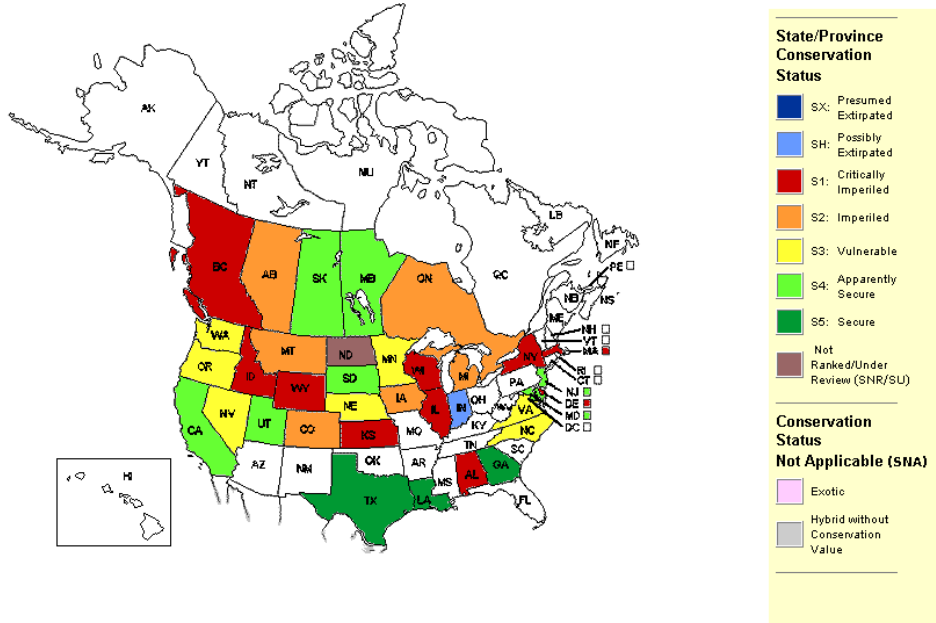 AK
YT
NT
NU
LB
NF
PE
BC
AB
SK
MB
ON
QC
NB
NS
ME
NH
VT
MA
RI
CT
NJ
DE
MD
DC
WA
OR
CA
NV
ID
MT
WY
UT
CO
AZ
NM
ND
SD
NE
KS
OK
TX
MN
IA
MO
AR
LA
WI
IL
MI
IN
OH
KY
TN
MS
AL
GA
FL
SC
NC
VA
WV
PA
NY
HI
State/Province
Conservation
Status
SX: Presumed
Extirpated
SH: Possibly
Extirpated
S1: Critically
Imperiled
S2: Imperiled
S3: Vulnerable
S4: Apparently
Secure
S5: Secure
Not
Ranked/Under
Review (SNR/SU)
Conservation
Status
Not Applicable (SNA)
Exotic
Hybrid without
Conservation
Value